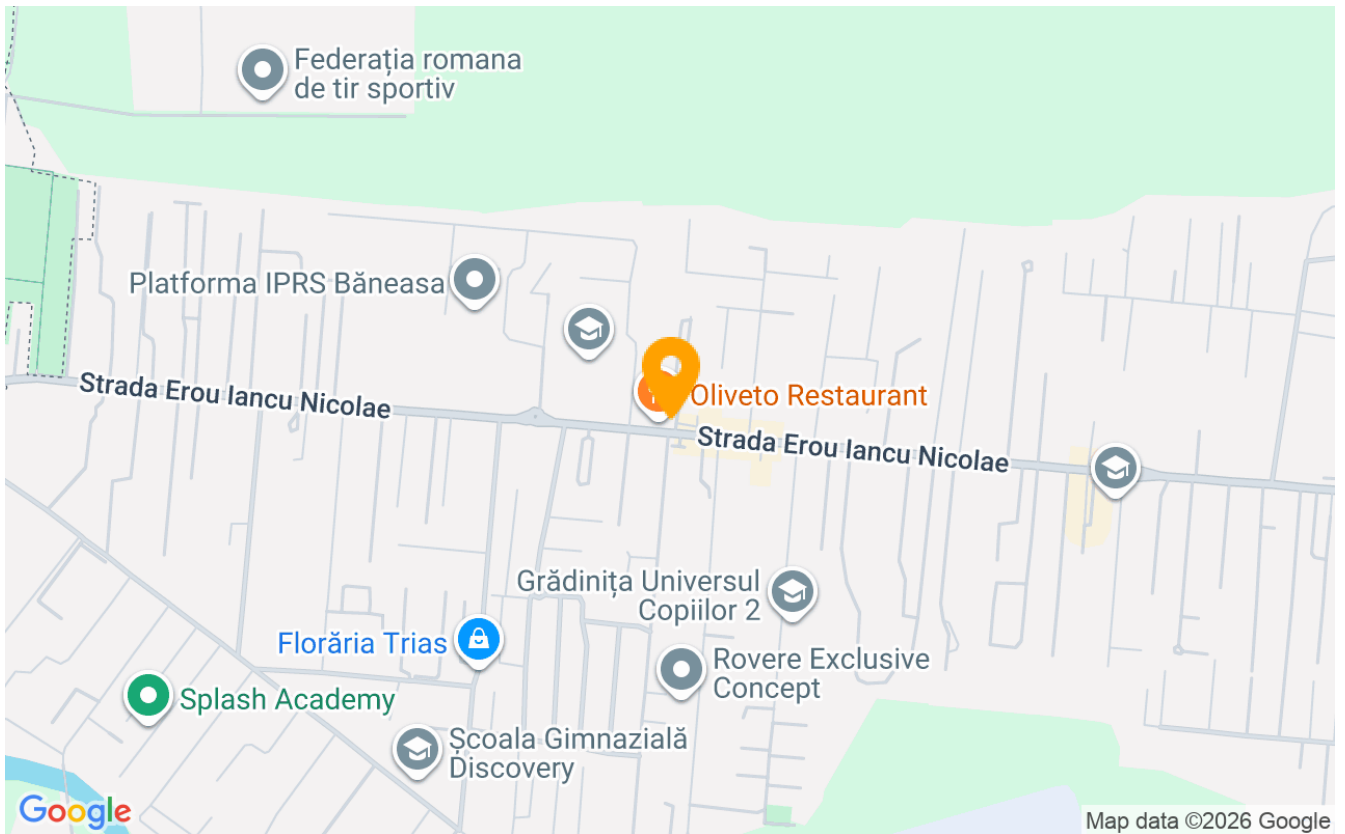 Federația romana
de tir sportiv
Platforma IPRS Băneasa
Strada Erou Iancu Nicolae
Oliveto Restaurant
Strada Erou Iancu Nicolae
Grădinița Universul
Copiilor 2
Florăria Trias
Rovere Exclusive
Concept
Splash Academy
Școala Gimnazială
Discovery
Google
Map data ©2026 Google